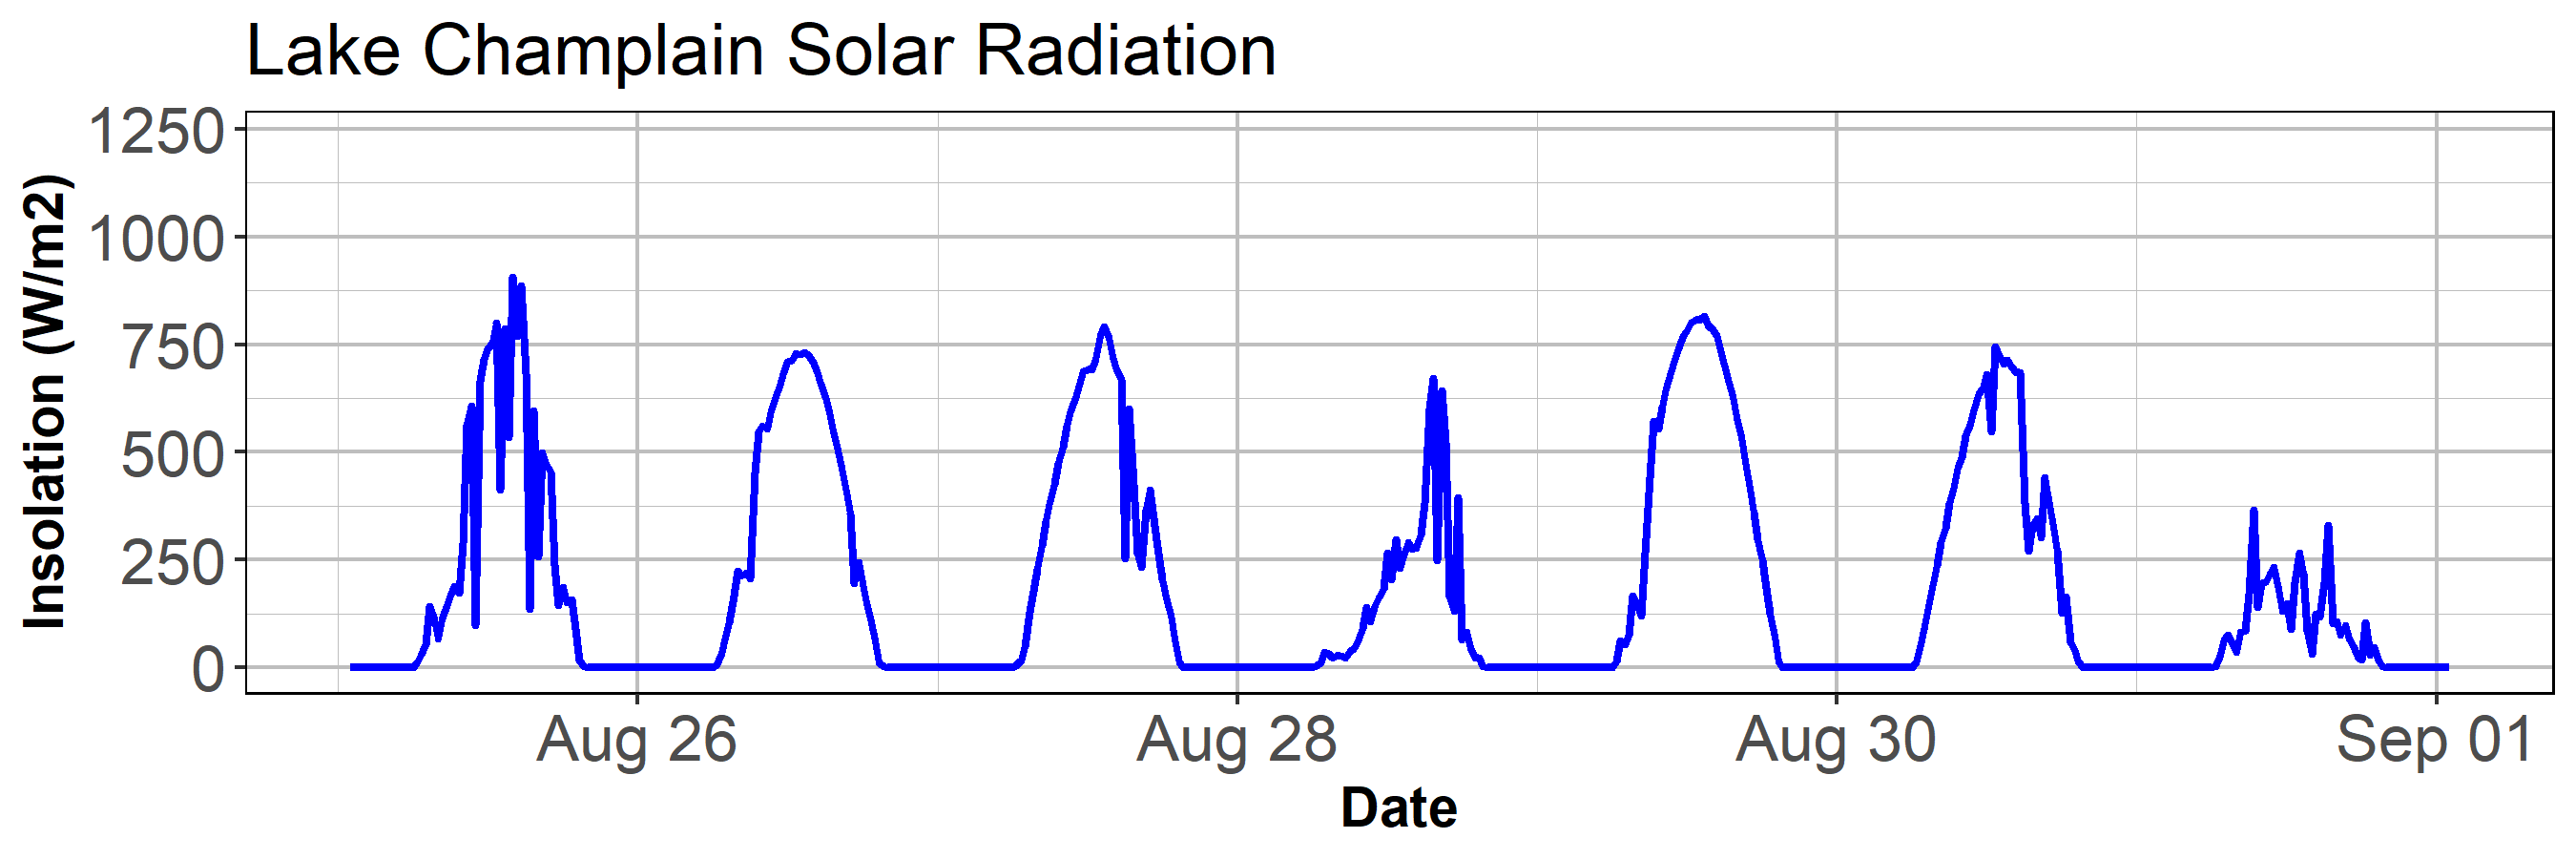 Lake Champlain Solar Radiation
Insolation (W/m2)
1250
1000
750
500
250
0
Aug 26 Aug 28 Aug 30 Sep 01
Date